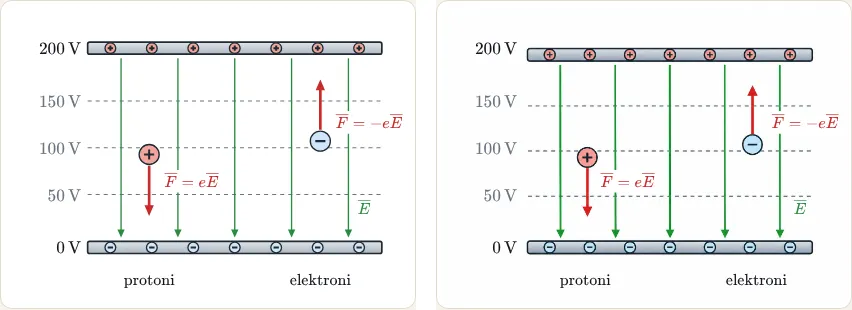 200 V
150 V
F = −eE
100 V
F = eE
50 V
E
0 V
protoni elektroni
200 V
150 V
F = −eE
100 V
F = eE
50 V
E
0 V
protoni elektroni